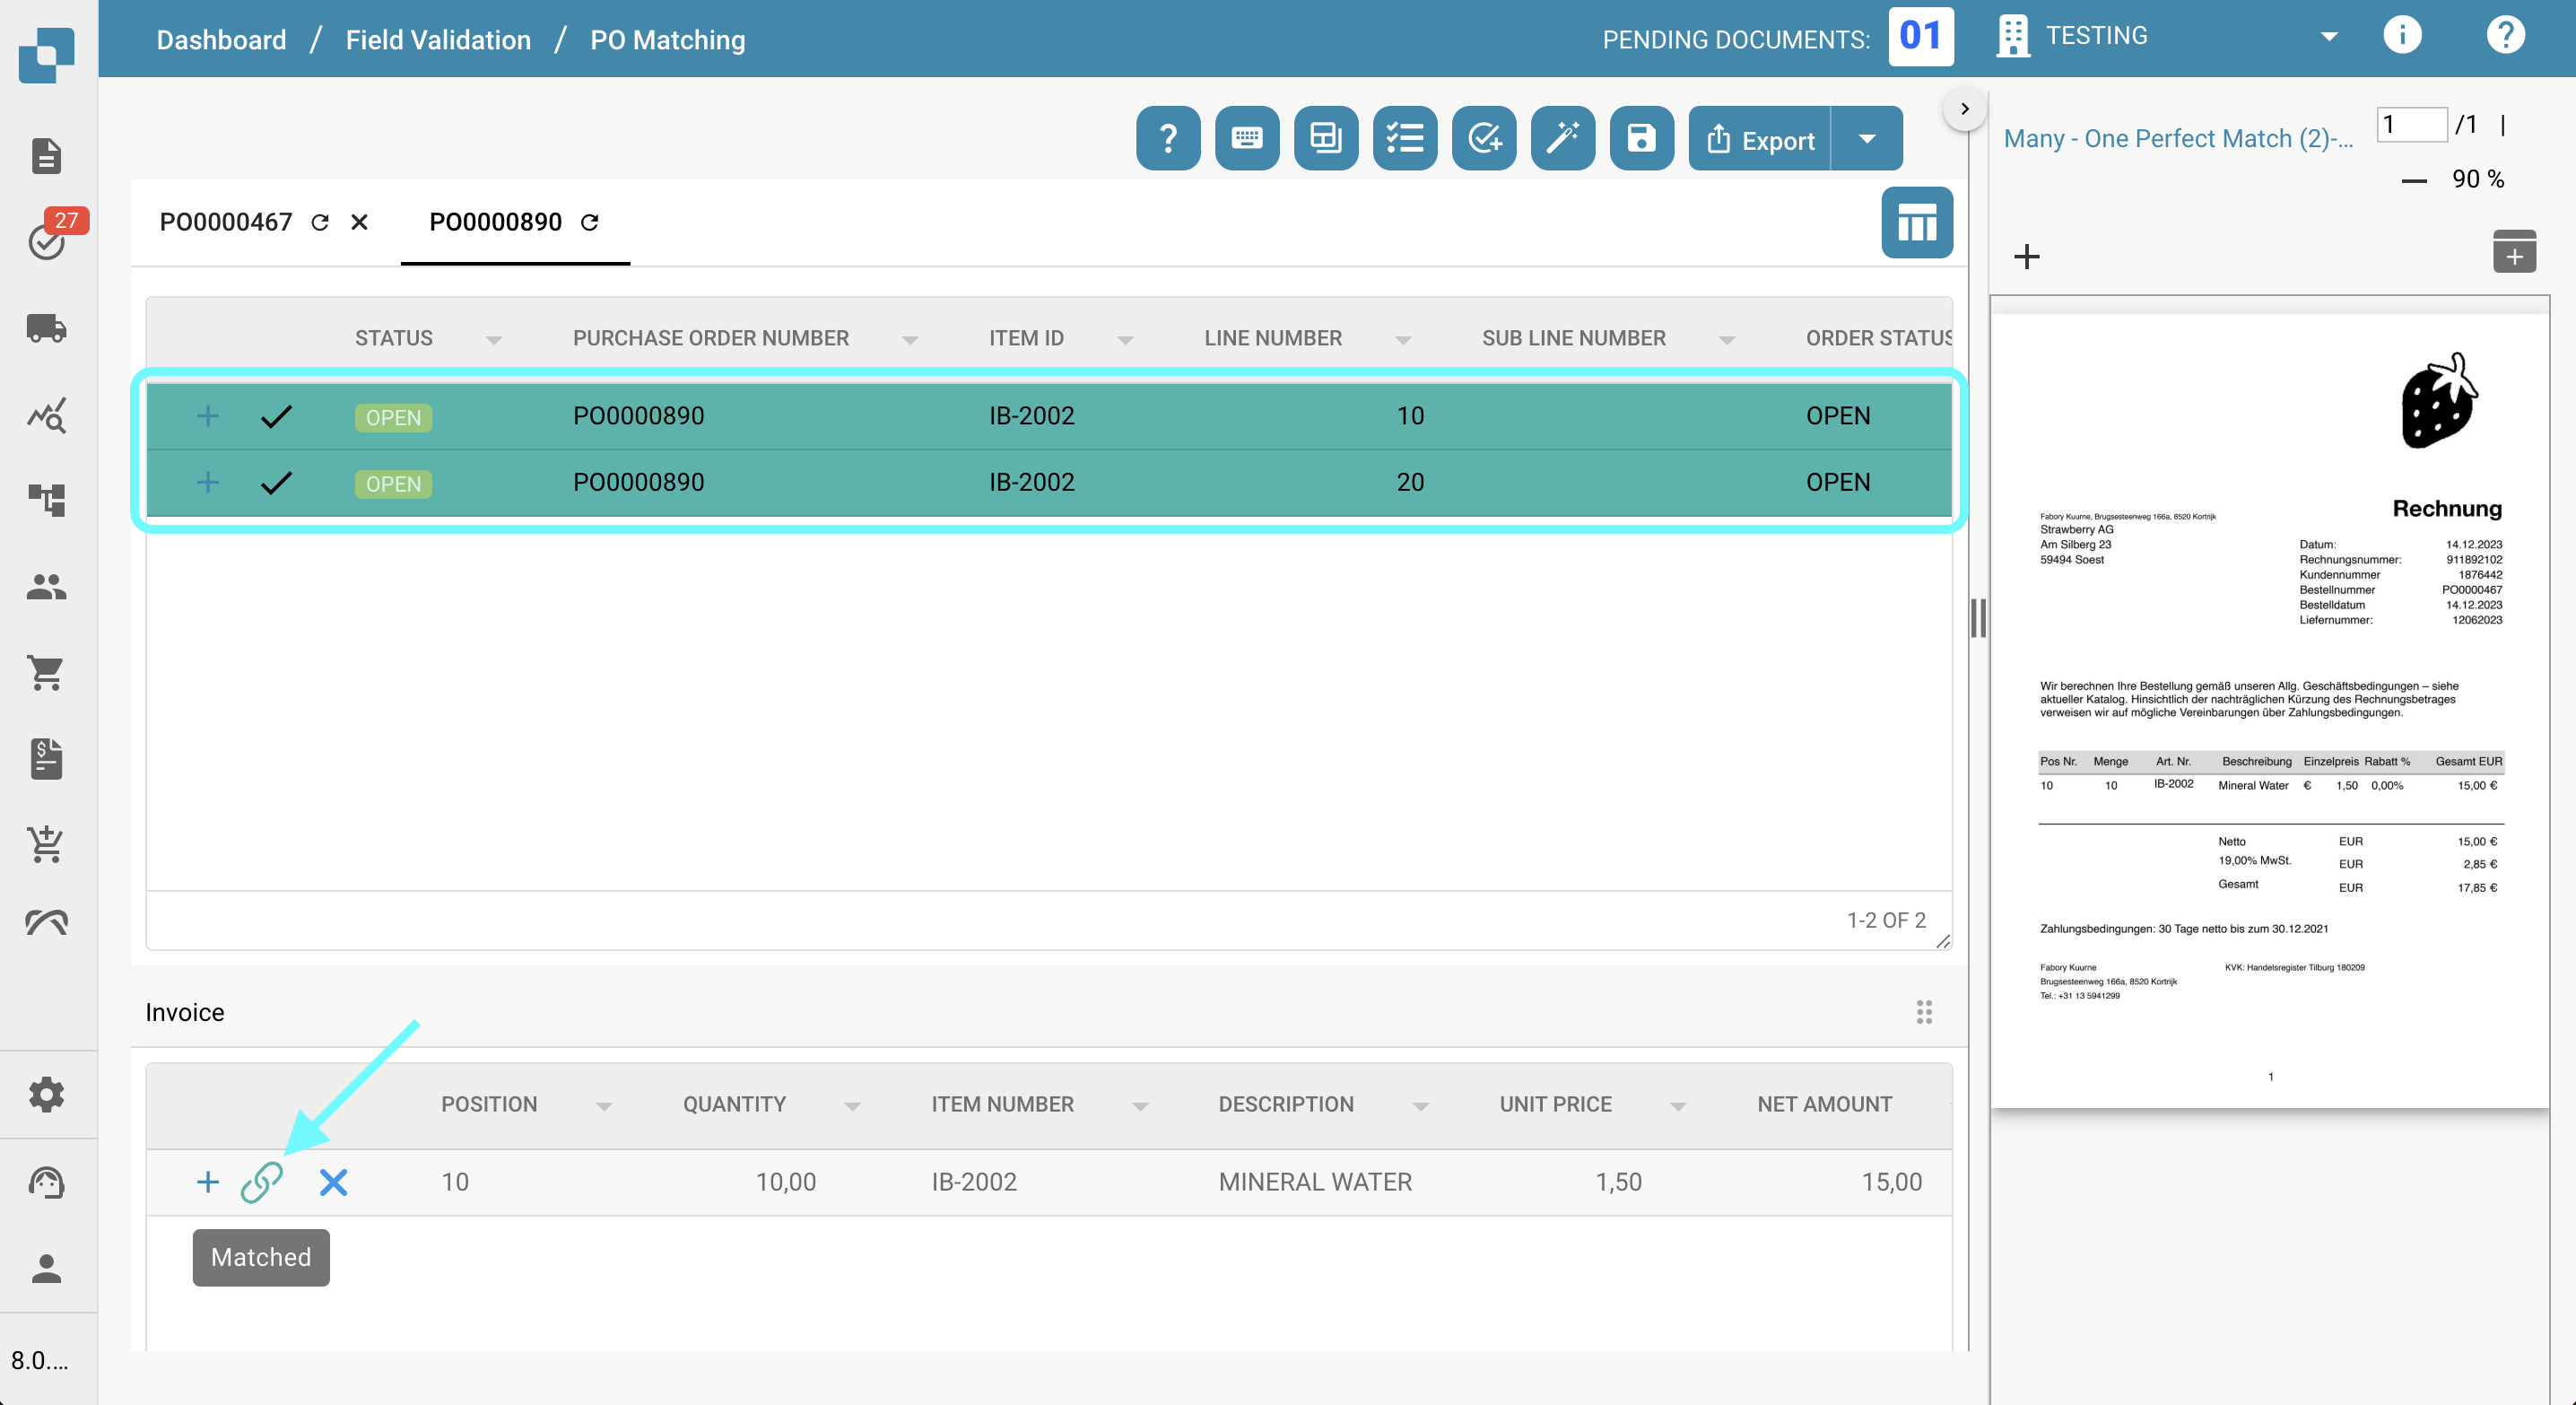 Dashboard / Field Validation / PO Matching
PENDING DOCUMENTS: 01
TESTING
27
8.0....
? Export
PO0000467 PO0000890
STATUS PURCHASE ORDER NUMBER ITEM ID LINE NUMBER SUB LINE NUMBER ORDER STATUS
OPEN PO0000890 IB-2002 10 OPEN
OPEN PO0000890 IB-2002 20 OPEN
1-2 OF 2
Invoice
POSITION QUANTITY ITEM NUMBER DESCRIPTION UNIT PRICE NET AMOUNT
10 10,00 IB-2002 MINERAL WATER 1,50 15,00
Matched
Many - One Perfect Match (2)-... 1 /1 |
90 %
Rechnung
Fabory Kuurne, Brugsesteenweg 166a, 8520 Kortrijk
Strawberry AG
Am Silberg 23
59494 Soest
Datum: 14.12.2023
Rechnungsnummer: 911892102
Kundennummer 1876442
Bestellnummer PO0000467
Bestelldatum 14.12.2023
Liefernummer: 12062023
Wir berechnen Ihre Bestellung gemäß unseren Allg. Geschäftsbedingungen – siehe
aktueller Katalog. Hinsichtlich der nachträglichen Kürzung des Rechnungsbetrages
verweisen wir auf mögliche Vereinbarungen über Zahlungsbedingungen.
Pos Nr. Menge Art. Nr. Beschreibung Einzelpreis Rabatt % Gesamt EUR
10 10 IB-2002 Mineral Water € 1,50 0,00% 15,00 €
Netto EUR 15,00 €
19,00% MwSt. EUR 2,85 €
Gesamt EUR 17,85 €
Zahlungsbedingungen: 30 Tage netto bis zum 30.12.2021
Fabory Kuurne KVK: Handelsregister Tilburg 180209
Brugsesteenweg 166a, 8520 Kortrijk
Tel.: +31 13 5941299
1